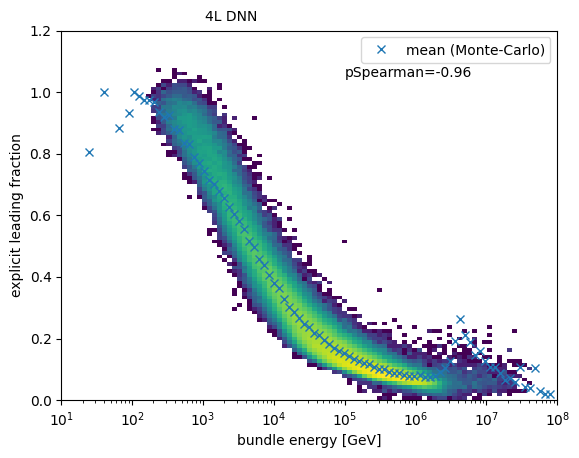 4L DNN
mean (Monte-Carlo)
pSpearman=-0.96
explicit leading fraction
1.2
1.0
0.8
0.6
0.4
0.2
0.0
10¹ 10² 10³ 10⁴ 10⁵ 10⁶ 10⁷ 10⁸
bundle energy [GeV]